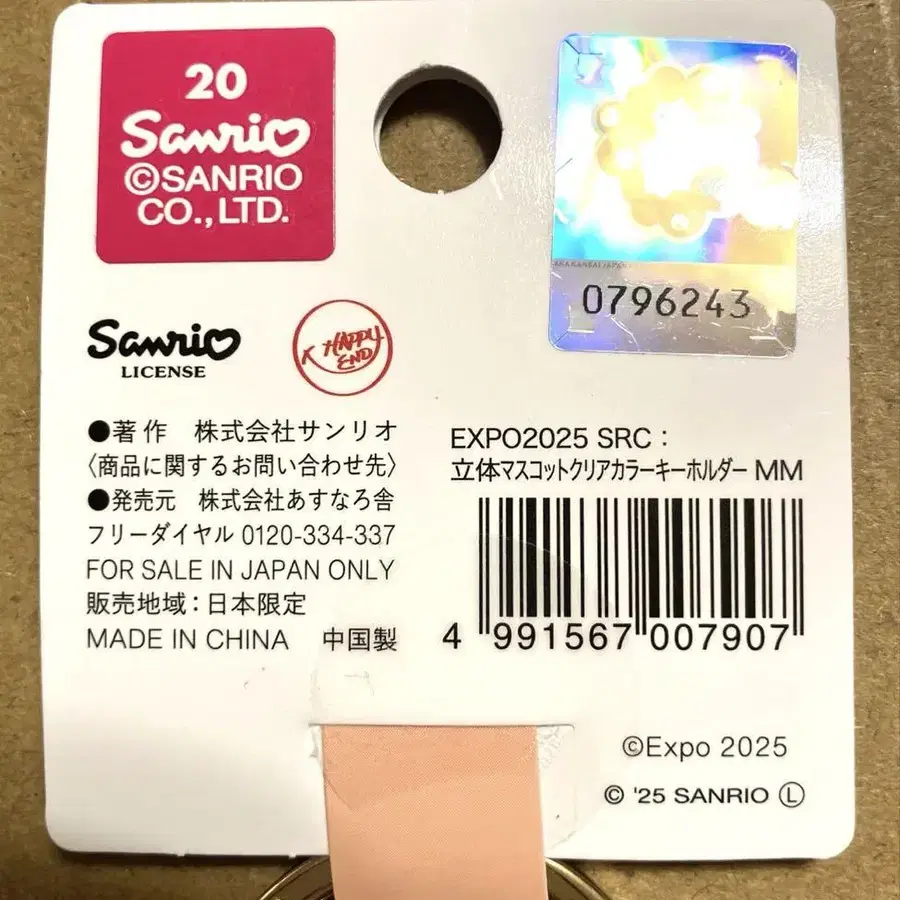 20
Sanrio
©SANRIO
CO., LTD.
0796243
Sanrio
LICENSE
HAPPY
END
●著作 株式会社サンリオ
〈商品に関するお問い合わせ先〉
●発売元 株式会社あすなろ舎
フリーダイヤル 0120-334-337
FOR SALE IN JAPAN ONLY
販売地域：日本限定
MADE IN CHINA 中国製
EXPO2025 SRC：
立体マスコットクリアカラーキーホルダー MM
4 991567 007907
©Expo 2025
© '25 SANRIO Ⓛ